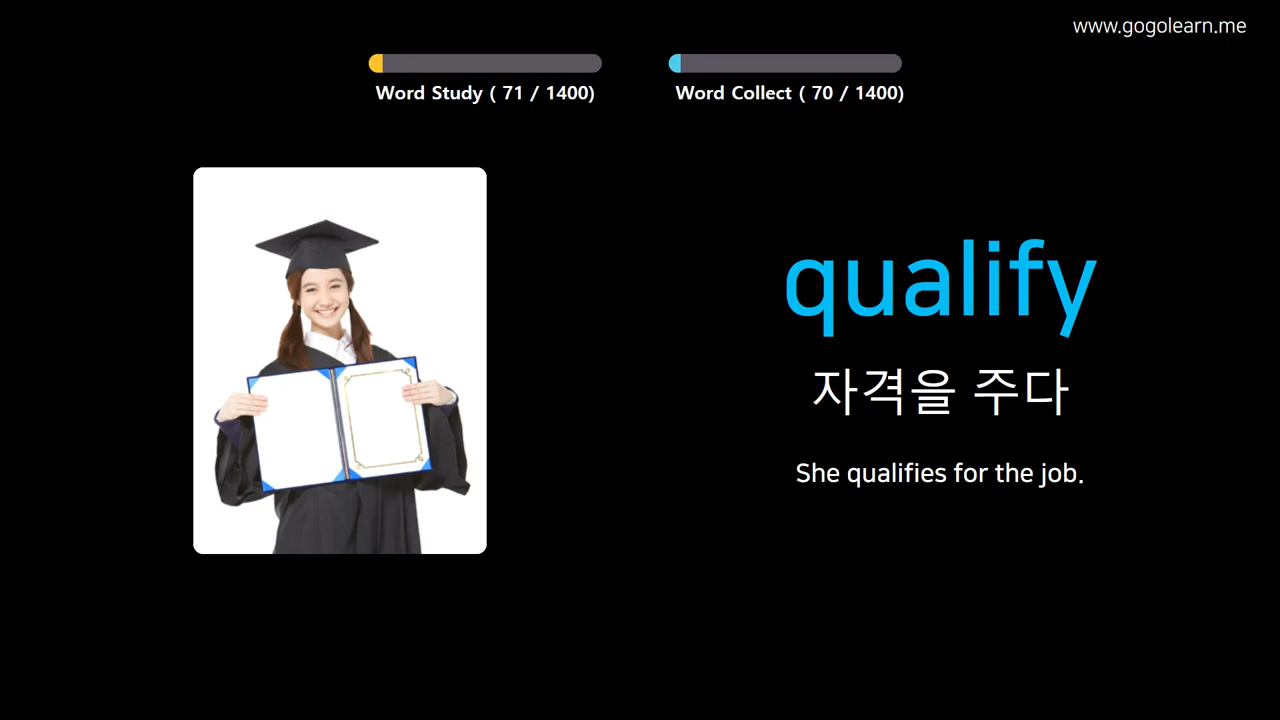 www.gogolearn.me
Word Study ( 71 / 1400)
Word Collect ( 70 / 1400)
qualify
자격을 주다
She qualifies for the job.